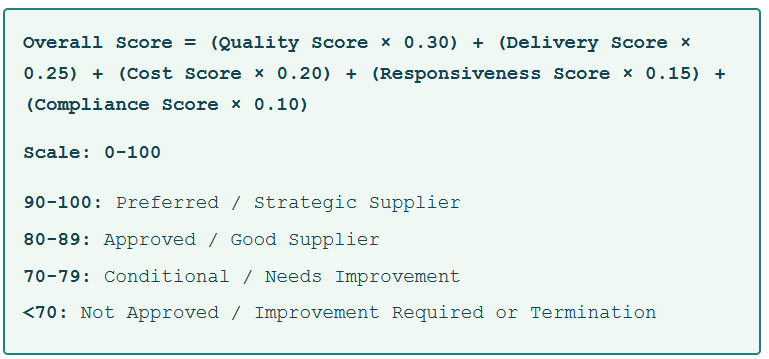 Overall Score = (Quality Score × 0.30) + (Delivery Score ×
0.25) + (Cost Score × 0.20) + (Responsiveness Score × 0.15) +
(Compliance Score × 0.10)
Scale: 0-100
90-100: Preferred / Strategic Supplier
80-89: Approved / Good Supplier
70-79: Conditional / Needs Improvement
<70: Not Approved / Improvement Required or Termination